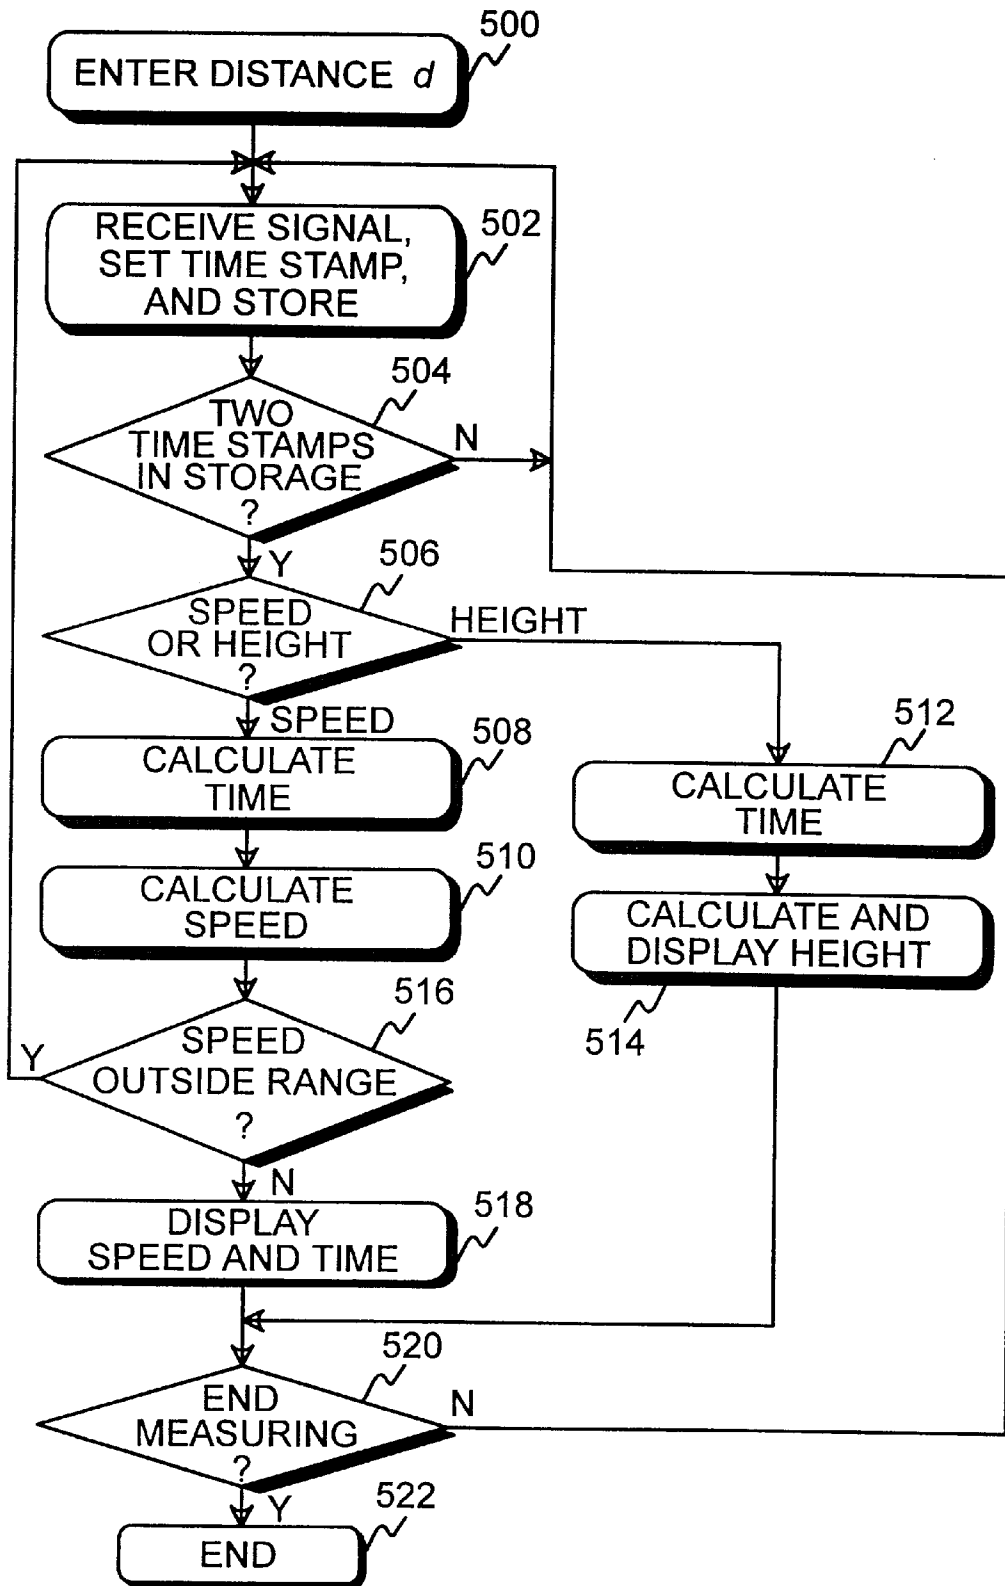 500
ENTER DISTANCE d
RECEIVE SIGNAL,
SET TIME STAMP,
AND STORE
502
504
TWO
TIME STAMPS
IN STORAGE
?
N
Y
506
SPEED
OR HEIGHT
?
HEIGHT
SPEED
508
CALCULATE
TIME
512
CALCULATE
TIME
510
CALCULATE
SPEED
CALCULATE AND
DISPLAY HEIGHT
514
516
SPEED
OUTSIDE RANGE
?
Y
N
518
DISPLAY
SPEED AND TIME
520
END
MEASURING
?
N
Y
522
END